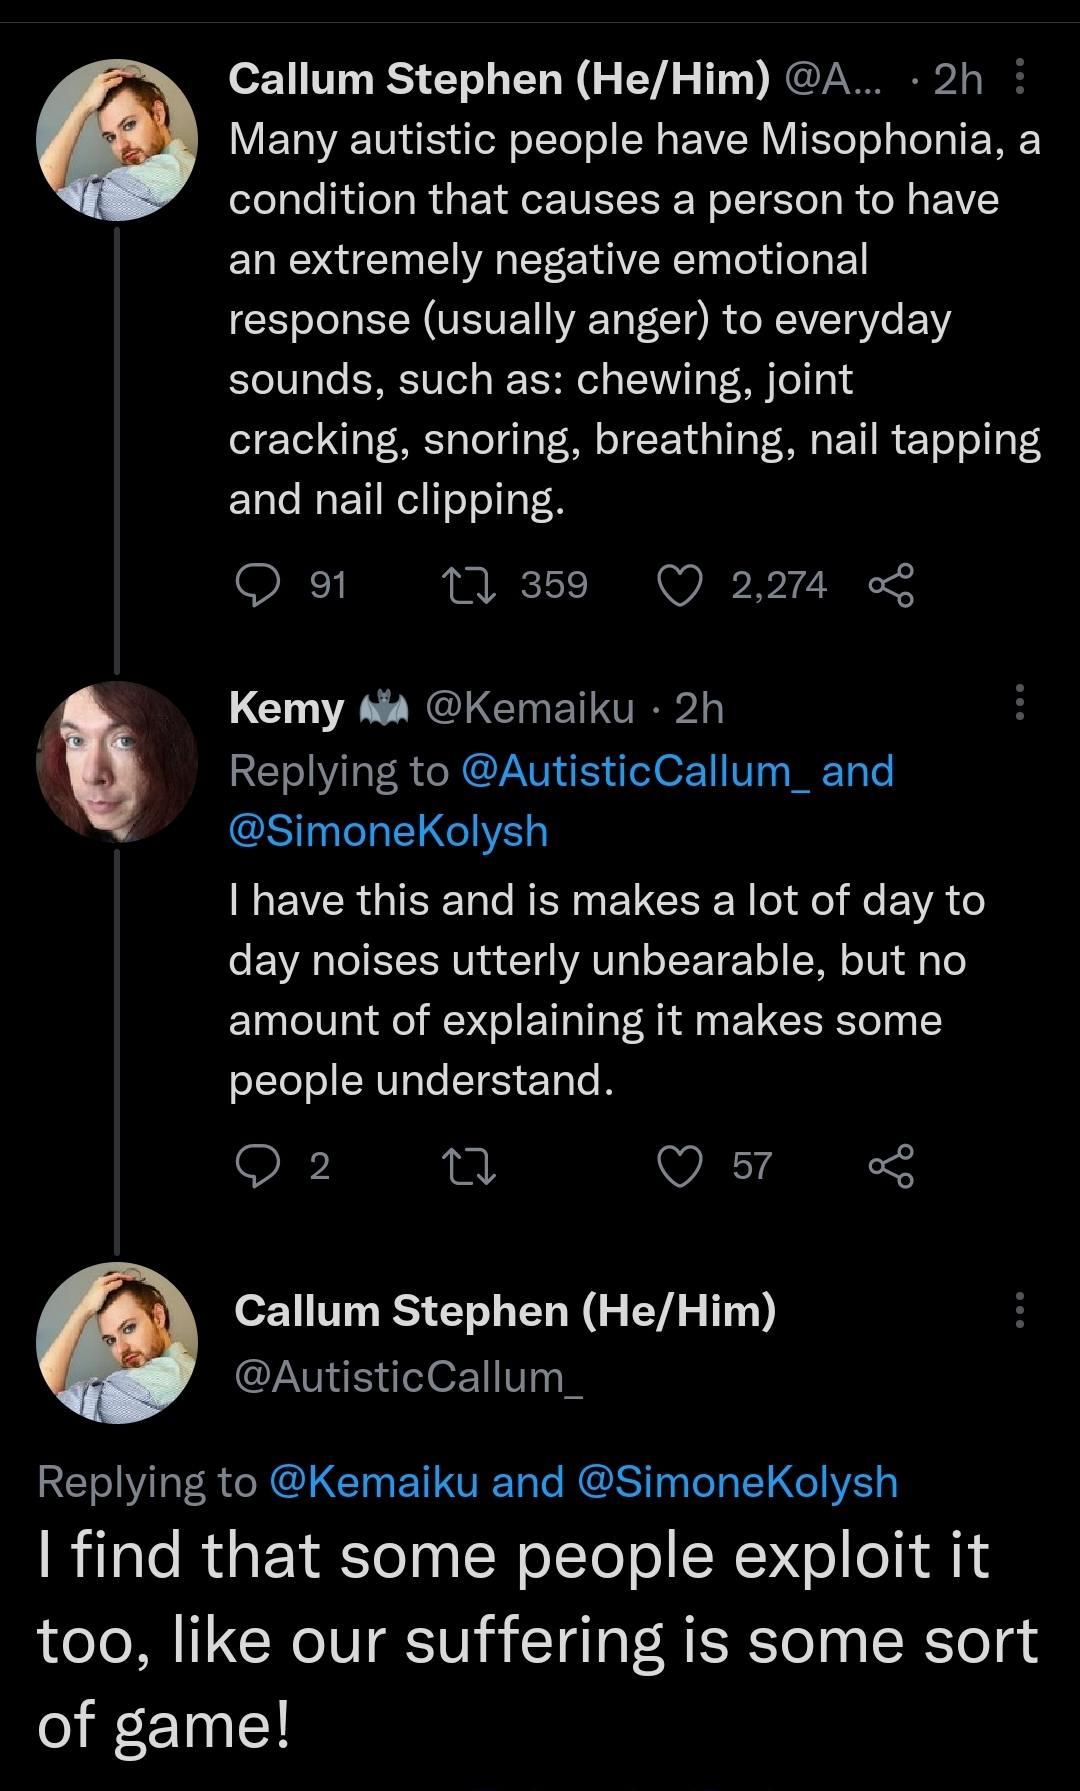 Callum Stephen (He/Him) @A... · 2h
Many autistic people have Misophonia, a
condition that causes a person to have
an extremely negative emotional
response (usually anger) to everyday
sounds, such as: chewing, joint
cracking, snoring, breathing, nail tapping
and nail clipping.
91 359 2,274
Kemy 🦇 @Kemaiku · 2h
Replying to @AutisticCallum_ and
@SimoneKolysh
I have this and is makes a lot of day to
day noises utterly unbearable, but no
amount of explaining it makes some
people understand.
2 57
Callum Stephen (He/Him)
@AutisticCallum_
Replying to @Kemaiku and @SimoneKolysh
I find that some people exploit it
too, like our suffering is some sort
of game!